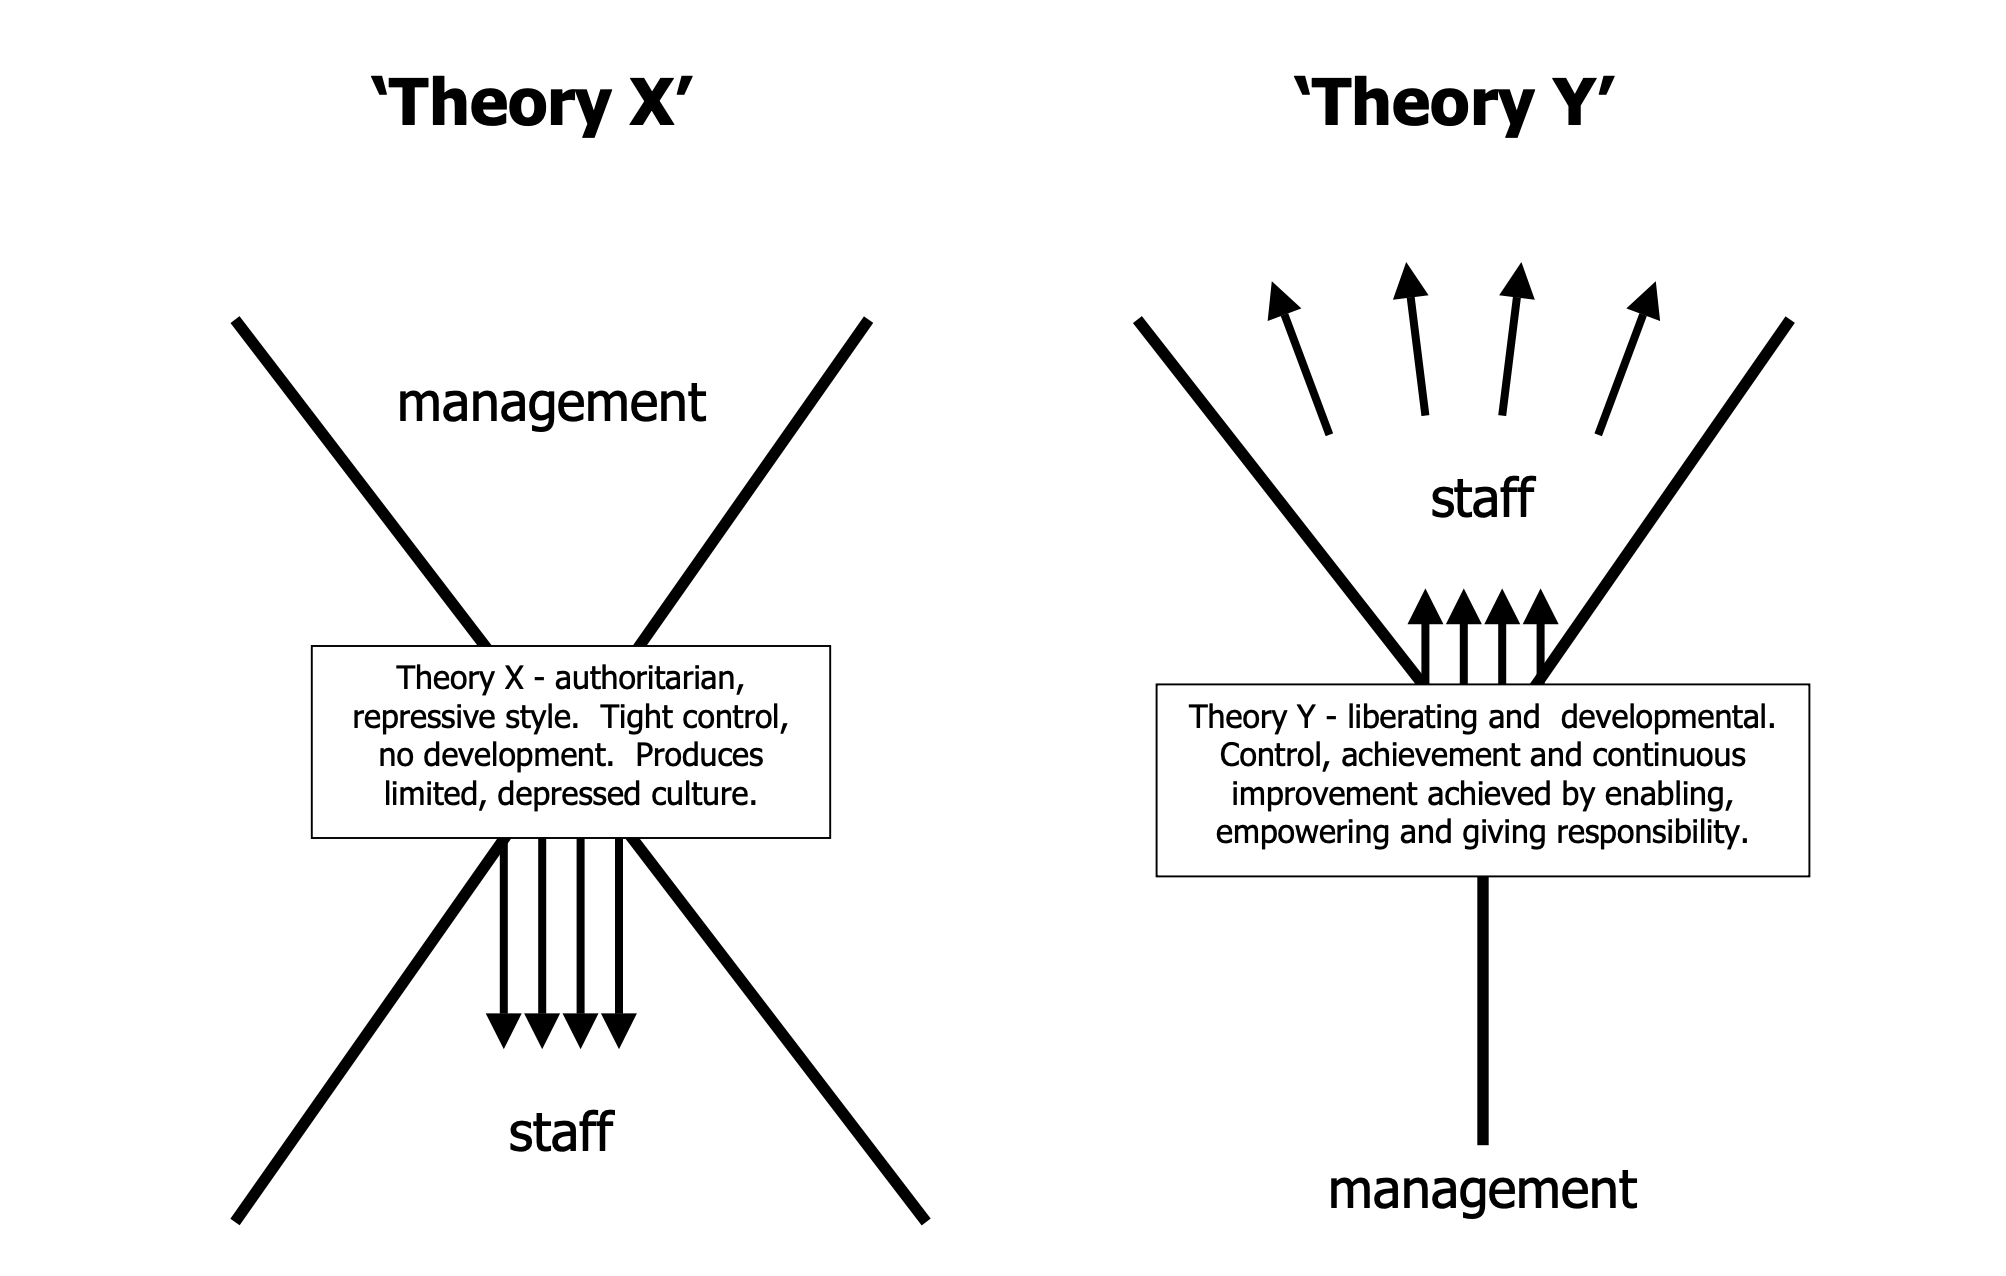 ‘Theory X’
management
Theory X - authoritarian,
repressive style.  Tight control,
no development.  Produces
limited, depressed culture.
staff
‘Theory Y’
staff
Theory Y - liberating and  developmental.
Control, achievement and continuous
improvement achieved by enabling,
empowering and giving responsibility.
management